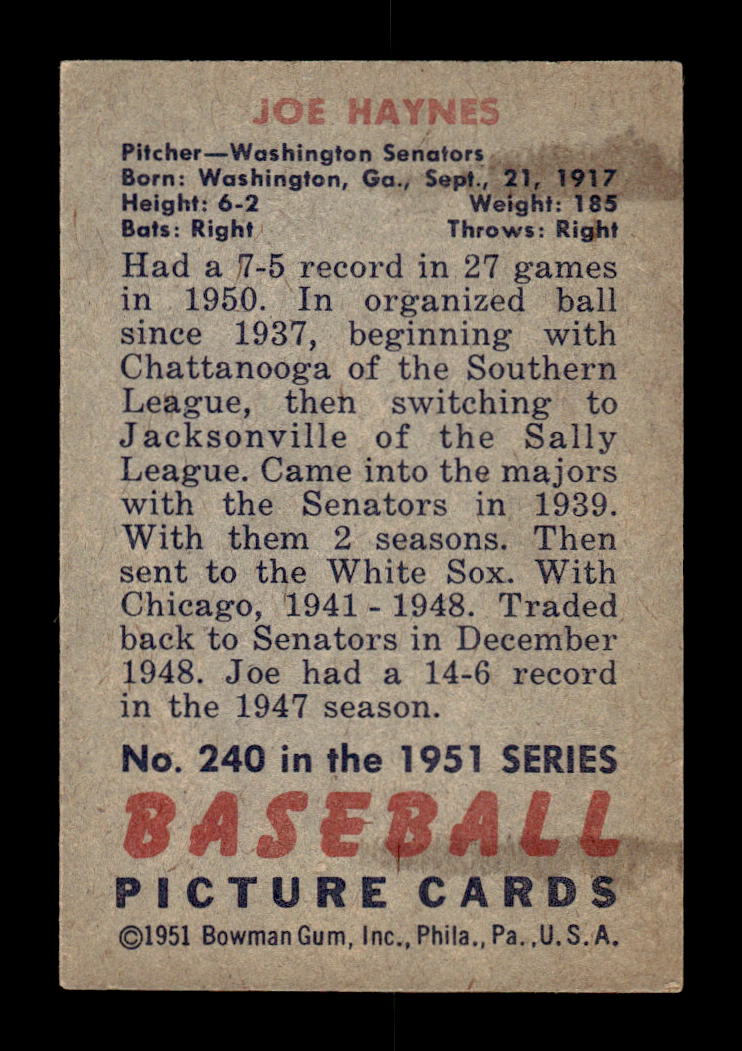 JOE HAYNES
Pitcher—Washington Senators
Born: Washington, Ga., Sept., 21, 1917
Height: 6-2 Weight: 185
Bats: Right Throws: Right
Had a 7-5 record in 27 games
in 1950. In organized ball
since 1937, beginning with
Chattanooga of the Southern
League, then switching to
Jacksonville of the Sally
League. Came into the majors
with the Senators in 1939.
With them 2 seasons. Then
sent to the White Sox. With
Chicago, 1941 - 1948. Traded
back to Senators in December
1948. Joe had a 14-6 record
in the 1947 season.
No. 240 in the 1951 SERIES
BASEBALL
PICTURE CARDS
©1951 Bowman Gum, Inc., Phila., Pa., U.S.A.